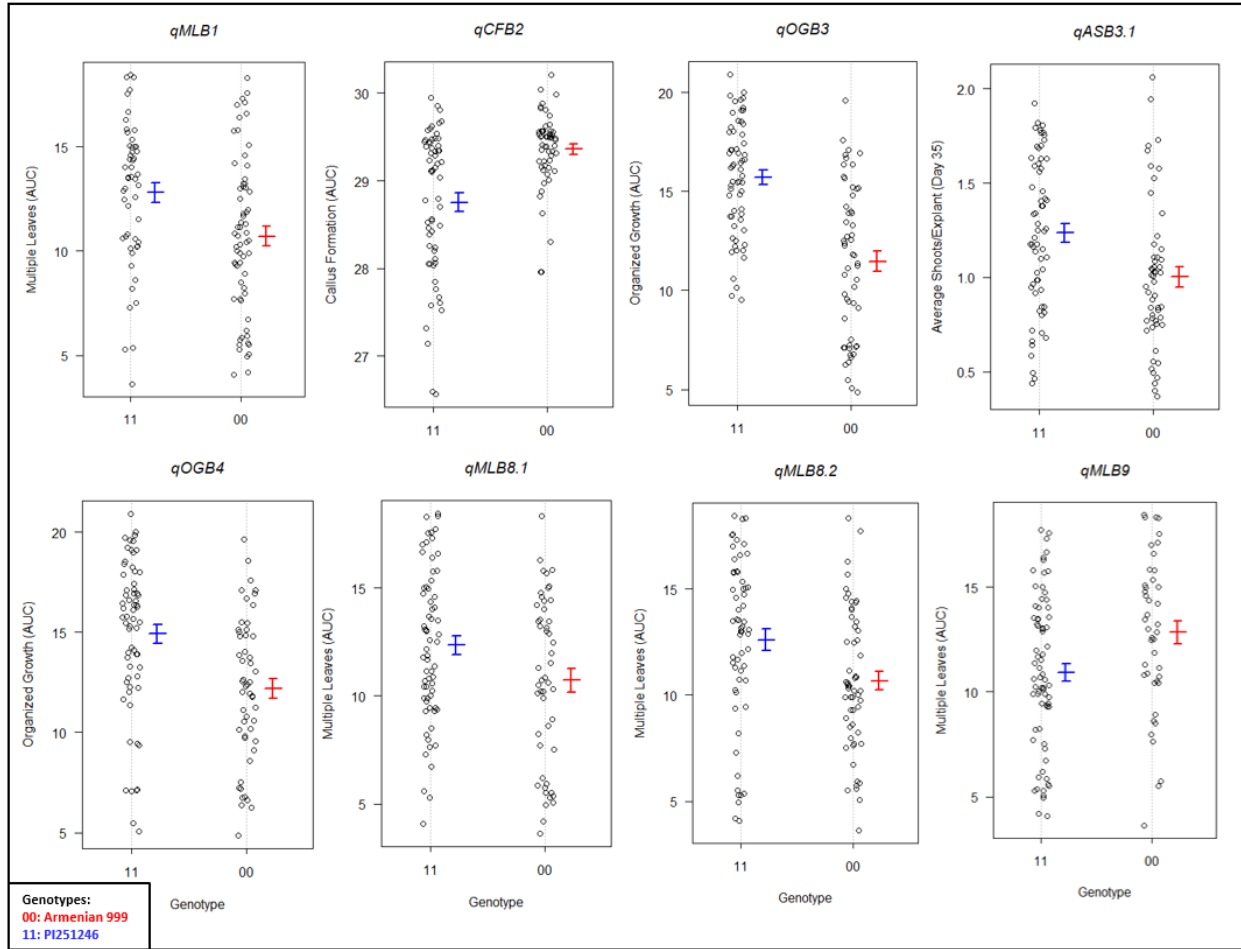 qMLB1
qCFB2
qOGB3
qASB3.1
Multiple Leaves (AUC)
15
10
5
11
00
Callus Formation (AUC)
30
29
28
27
11
00
Organized Growth (AUC)
20
15
10
5
11
00
Average Shoots/Explant (Day 35)
2.0
1.5
1.0
0.5
11
00
qOGB4
qMLB8.1
qMLB8.2
qMLB9
Organized Growth (AUC)
20
15
10
5
11
00
Genotype
Multiple Leaves (AUC)
15
10
5
11
00
Genotype
Multiple Leaves (AUC)
15
10
5
11
00
Genotype
Multiple Leaves (AUC)
15
10
5
11
00
Genotype
Genotypes:
00: Armenian 999
11: PI251246